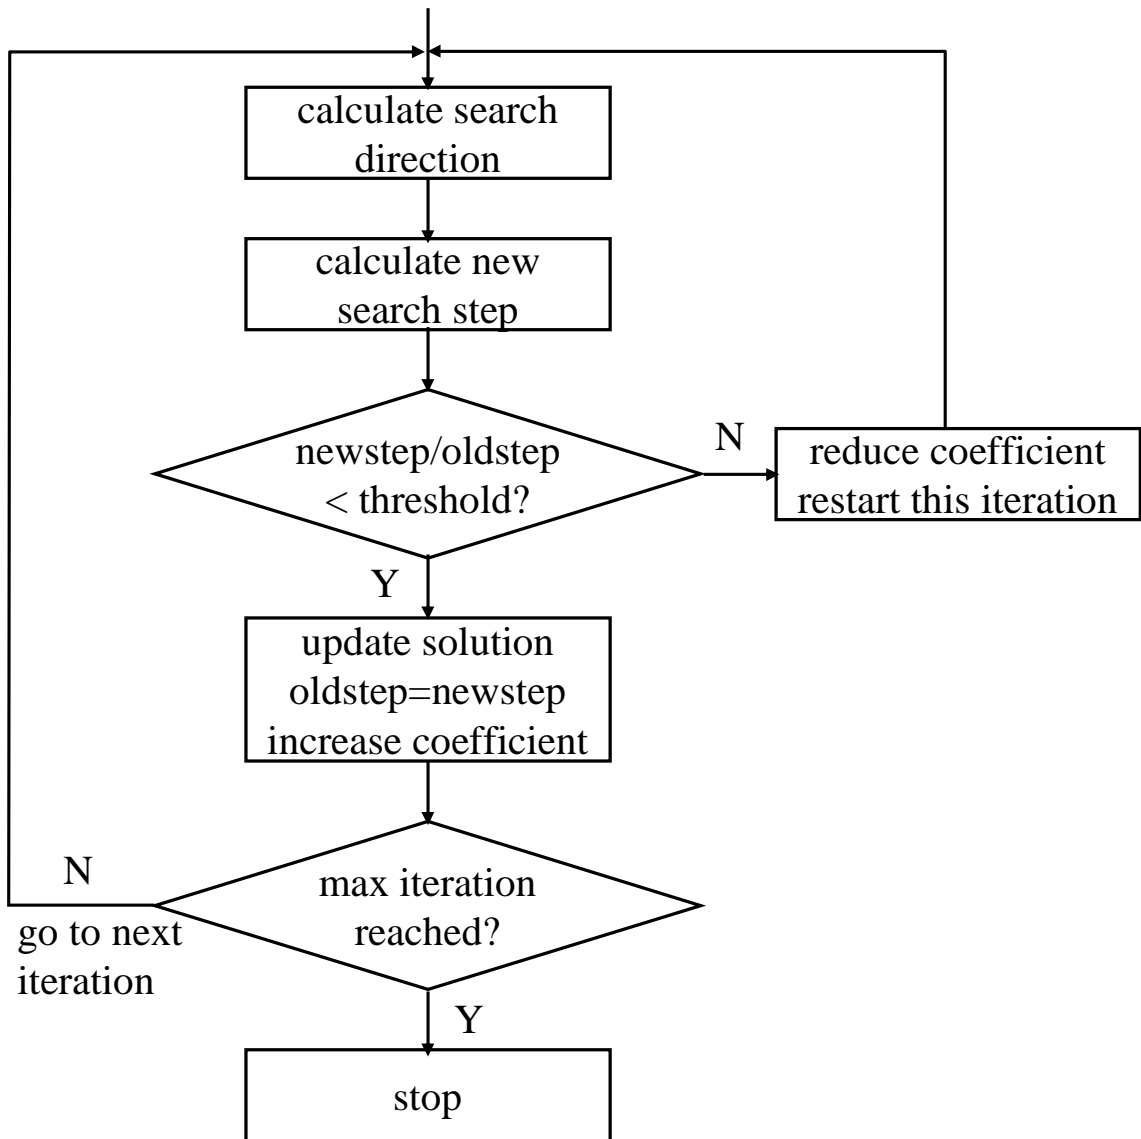 calculate search
direction
calculate new
search step
newstep/oldstep
< threshold?
N
reduce coefficient
restart this iteration
Y
update solution
oldstep=newstep
increase coefficient
N
go to next
iteration
max iteration
reached?
Y
stop